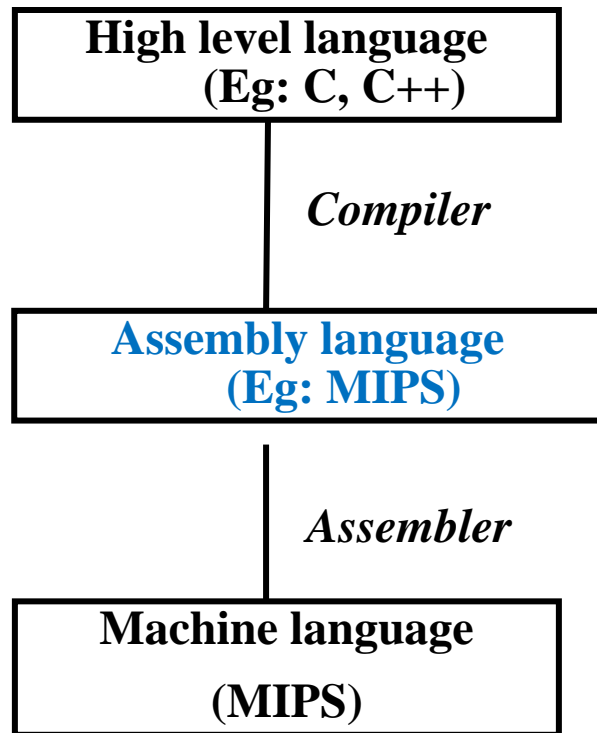 High level language
(Eg: C, C++)
Compiler
Assembly language
(Eg: MIPS)
Assembler
Machine language
(MIPS)